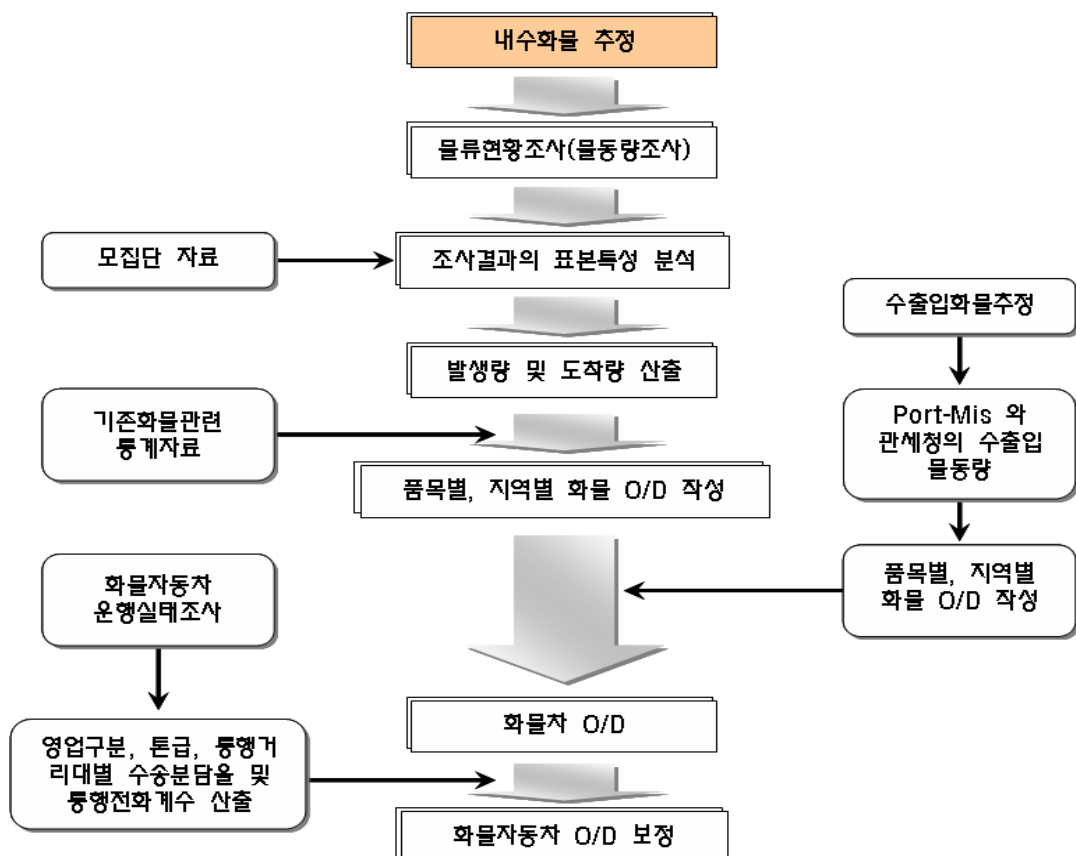 내수화물 추정
물류현황조사(물동량조사)
모집단 자료
조사결과의 표본특성 분석
수출입화물추정
발생량 및 도착량 산출
기존화물관련
통계자료
Port-Mis 와
관세청의 수출입
물동량
품목별, 지역별 화물 O/D 작성
화물자동차
운행실태조사
품목별, 지역별
화물 O/D 작성
화물차 O/D
영업구분, 톤급, 통행거
리대별 수송분담율 및
통행전화계수 산출
화물자동차 O/D 보정